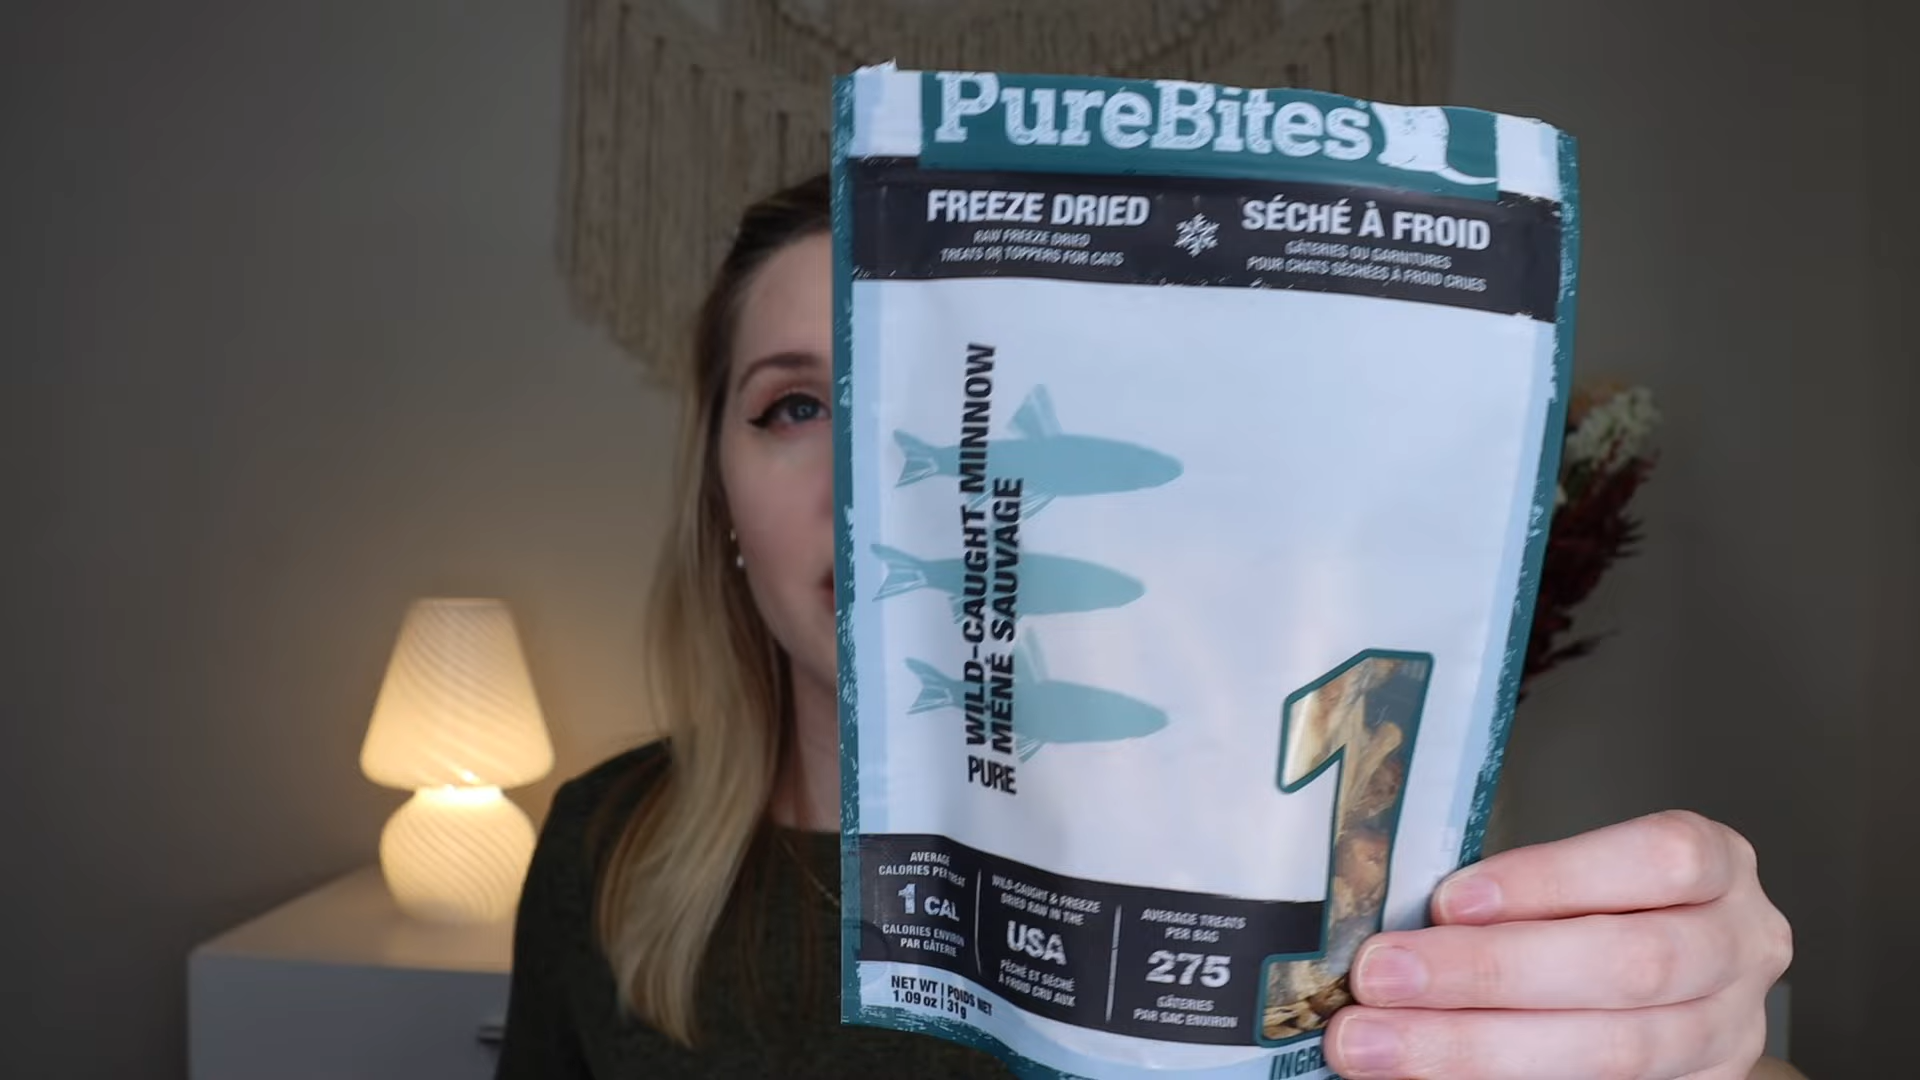 PureBites
FREEZE DRIED
RAW FREEZE DRIED
TREATS OR TOPPERS FOR CATS
SÉCHÉ À FROID
GÂTERIES OU GARNITURES
POUR CHATS SÉCHÉES À FROID CRUES
PURE WILD-CAUGHT MINNOW
MÉNÉ SAUVAGE
AVERAGE
CALORIES PER TREAT
1 CAL
CALORIES ENVIRON
PAR GÂTERIE
WILD-CAUGHT & FREEZE
DRIED RAW IN THE
USA
PÊCHÉ ET SÉCHÉ
À FROID CRU AUX
AVERAGE TREATS
PER BAG
275
GÂTERIES
PAR SAC ENVIRON
1
NET WT | POIDS NET
1.09 oz | 31g
INGR